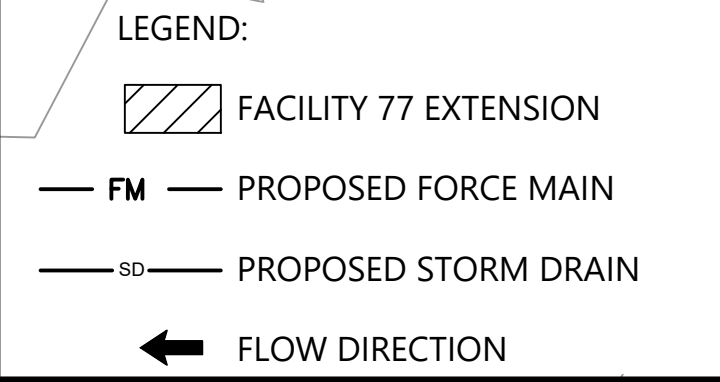 LEGEND:
FACILITY 77 EXTENSION
FM PROPOSED FORCE MAIN
SD PROPOSED STORM DRAIN
FLOW DIRECTION